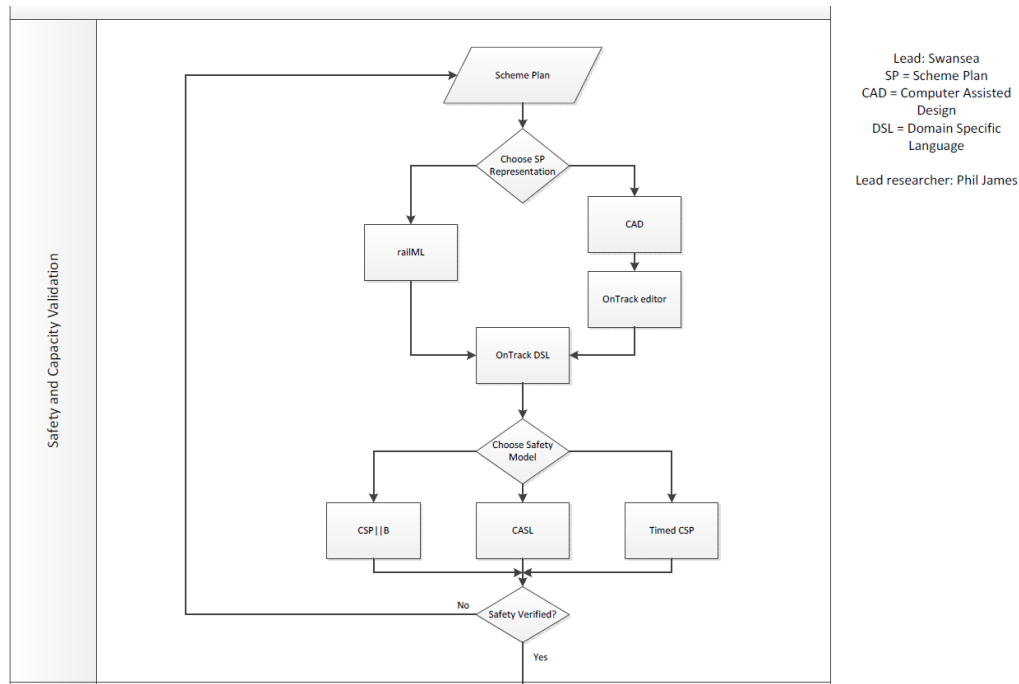 Scheme Plan
Lead: Swansea
SP = Scheme Plan
CAD = Computer Assisted
Design
DSL = Domain Specific
Language
Lead researcher: Phil James
Choose SP
Representation
CAD
railML
OnTrack editor
OnTrack DSL
Safety and Capacity Validation
Choose Safety
Model
CSP||B
CASL
Timed CSP
No
Safety Verified?
Yes